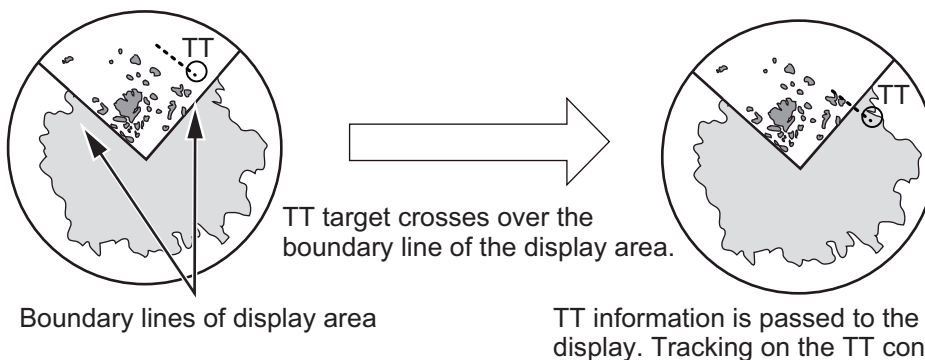 TT
TT
TT target crosses over the
boundary line of the display area.
Boundary lines of display area
TT information is passed to the
display. Tracking on the TT con